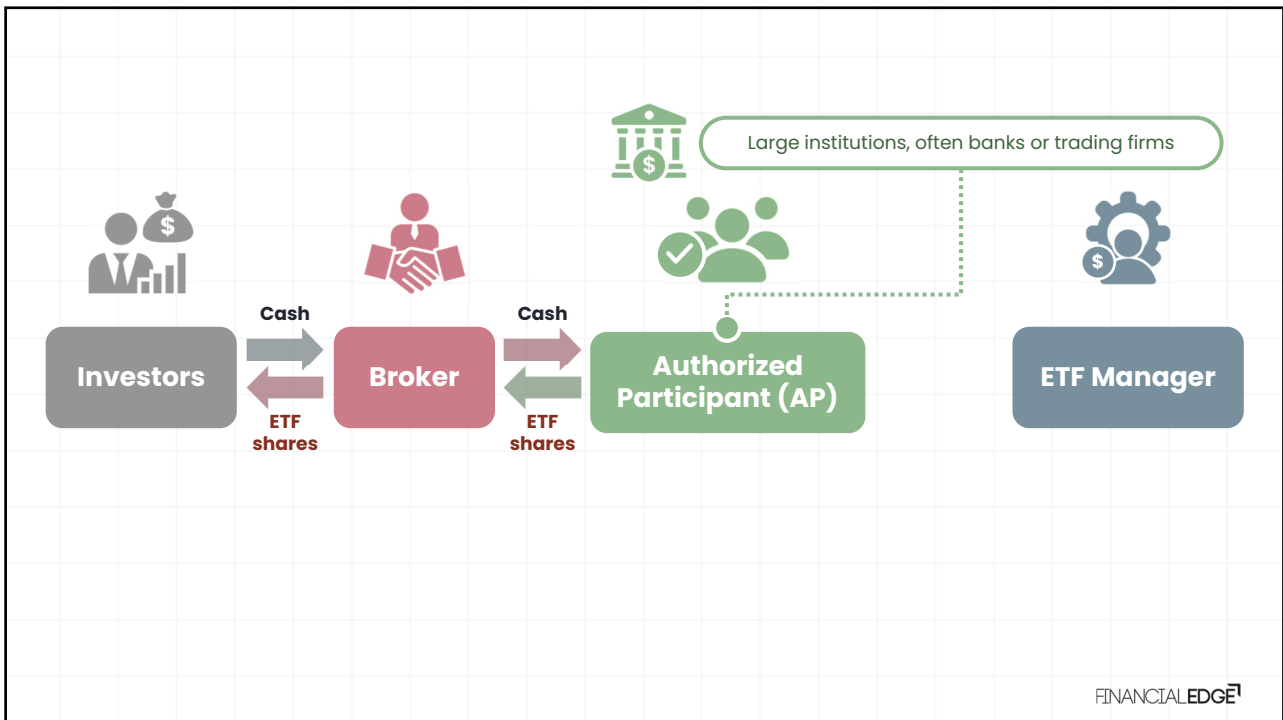 Large institutions, often banks or trading firms
$
$
$
Cash
Cash
Investors
Broker
Authorized
Participant (AP)
ETF Manager
ETF
shares
ETF
shares
FINANCIALEDGE